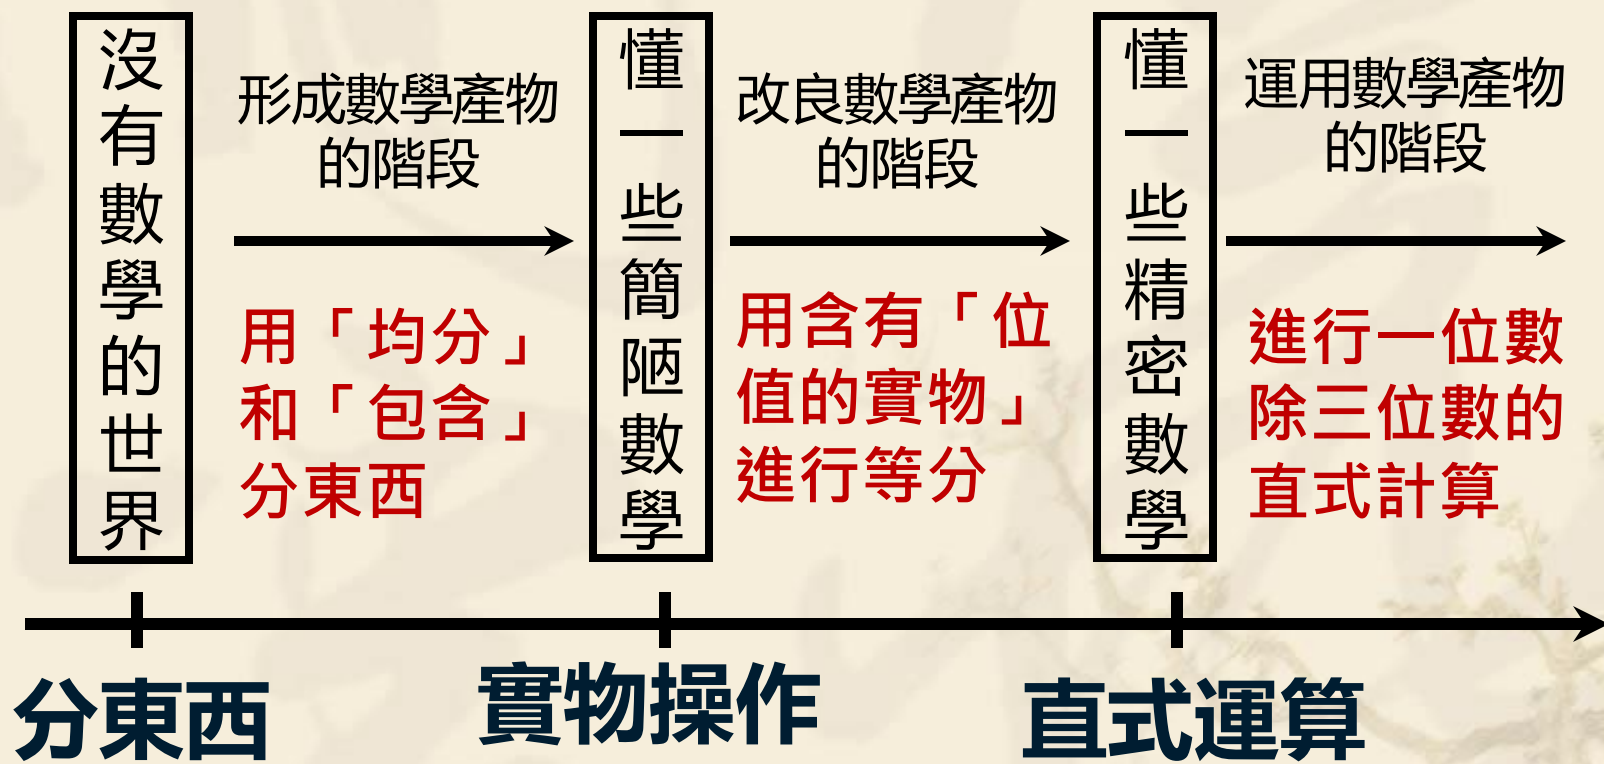 沒有數學的世界
形成數學產物
的階段
用「均分」
和「包含」
分東西
懂一些簡陋數學
改良數學產物
的階段
用含有「位
值的實物」
進行等分
懂一些精密數學
運用數學產物
的階段
進行一位數
除三位數的
直式計算
分東西
實物操作
直式運算